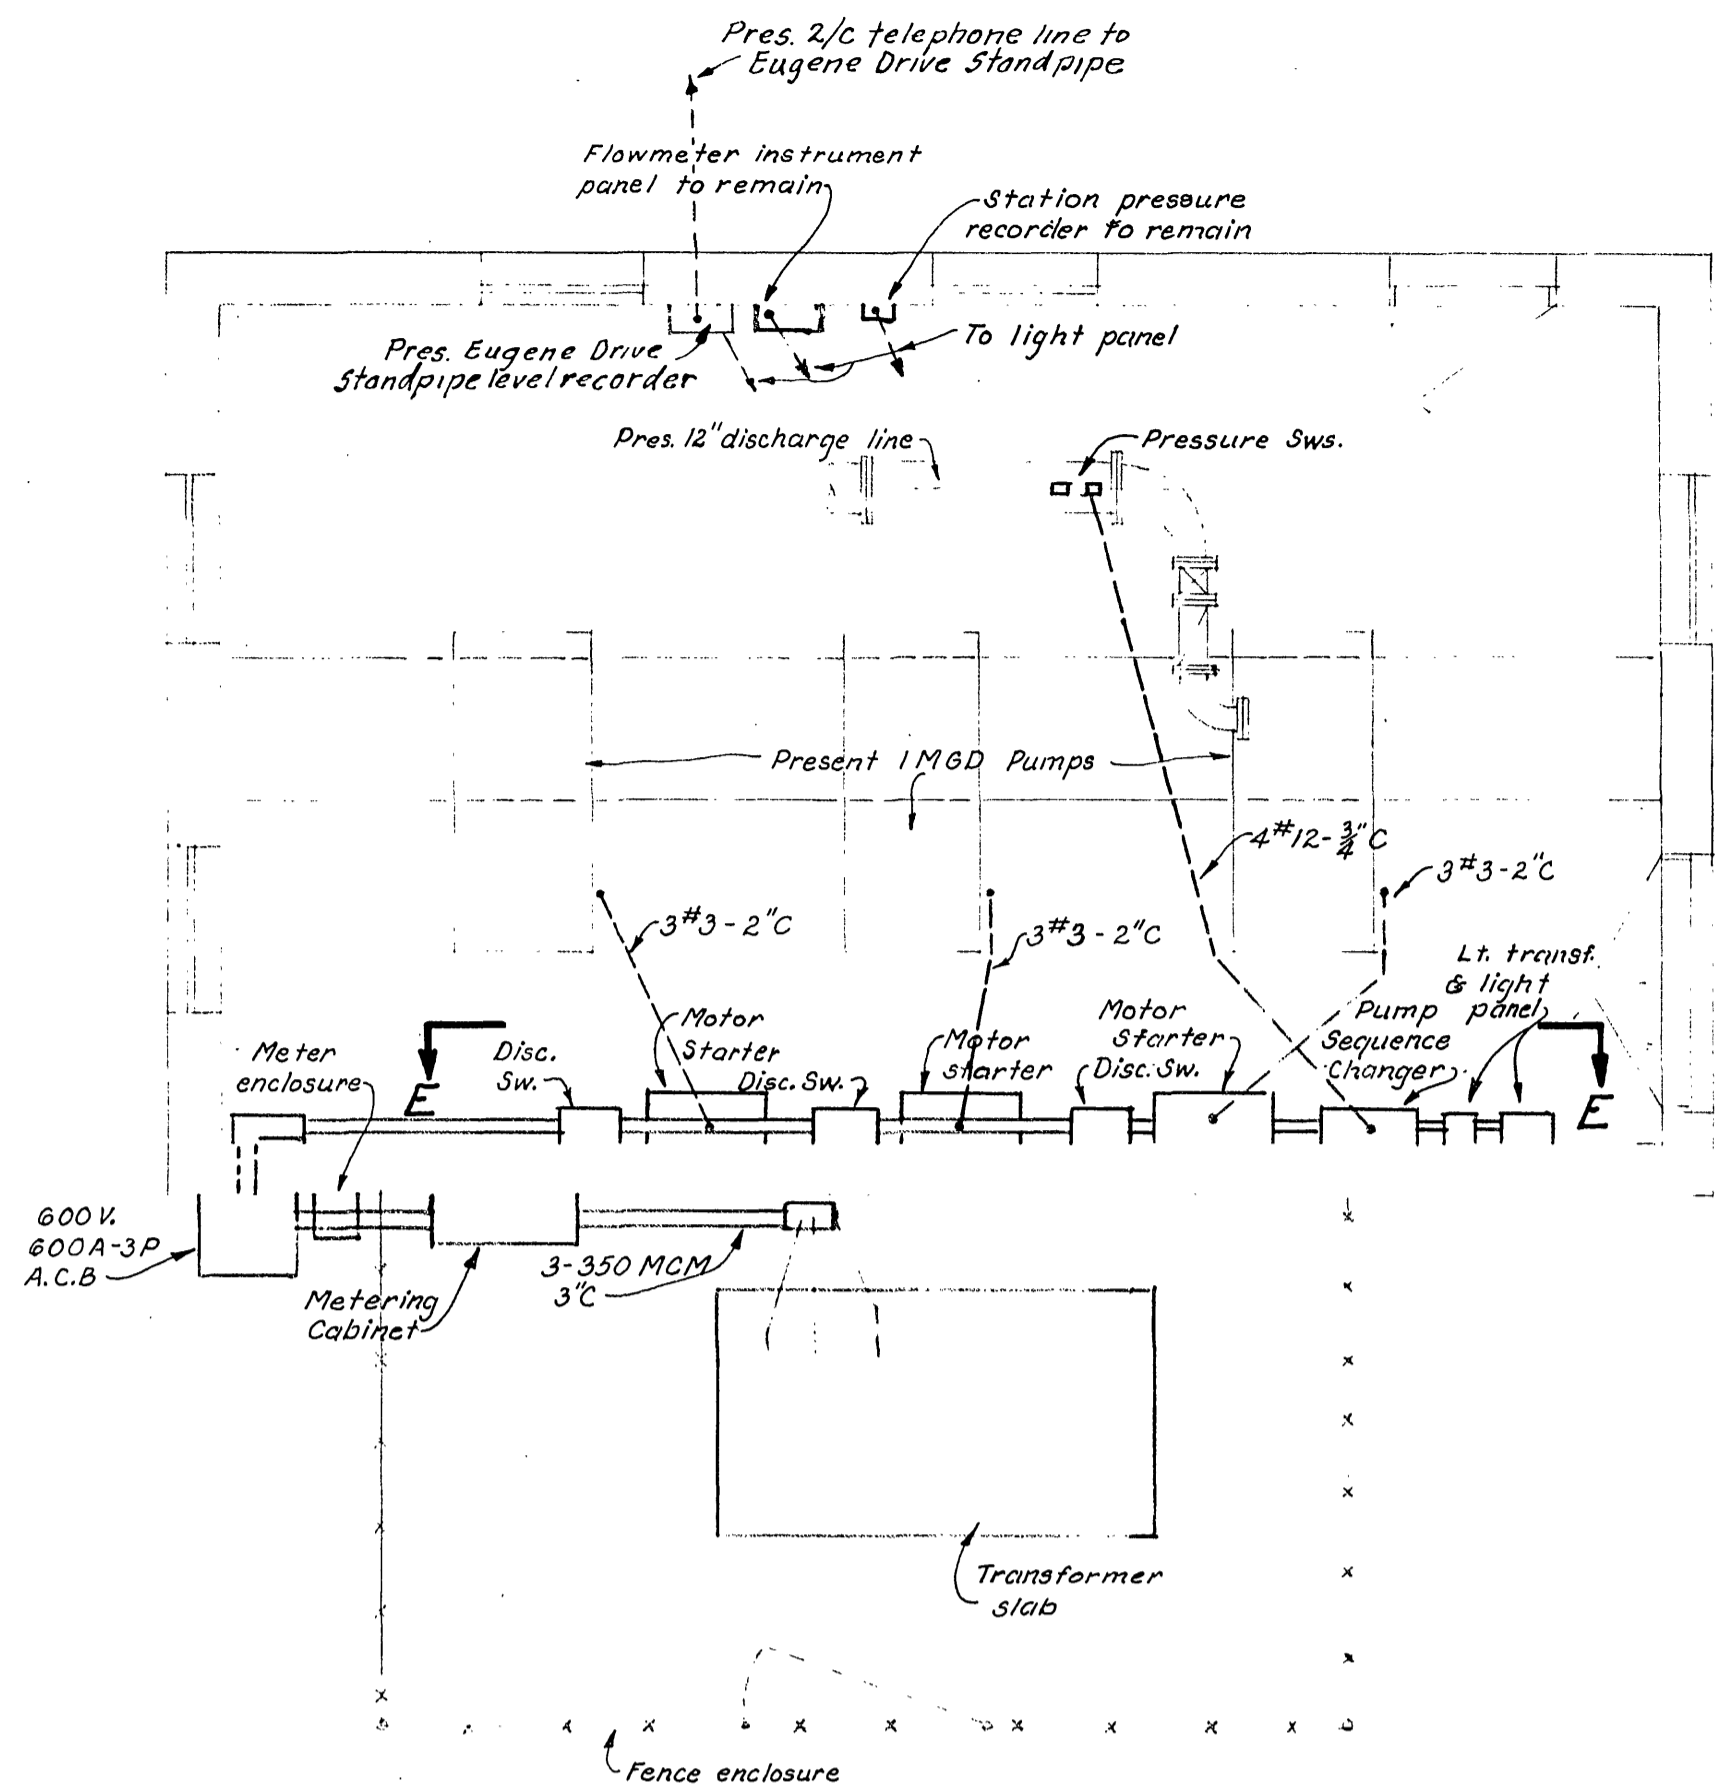 Pres. 2/C telephone line to
Eugene Drive Standpipe
Flowmeter instrument
panel to remain
Station pressure
recorder to remain
Pres. Eugene Drive
Standpipe level recorder
To light panel
Pres. 12" discharge line
Pressure Sws.
Present 1 MGD Pumps
4#12-3/4"C
3#3-2"C
3#3-2"C
3#3-2"C
Lt. transf.
& light
panel
Meter
enclosure
E
Disc.
Sw.
Motor
Starter
Disc. Sw.
Motor
starter
Motor
Starter
Disc. Sw.
Pump
Sequence
Changer
E
600V.
600A-3P
A.C.B
Metering
Cabinet
3-350 MCM
3"C
Transformer
slab
Fence enclosure